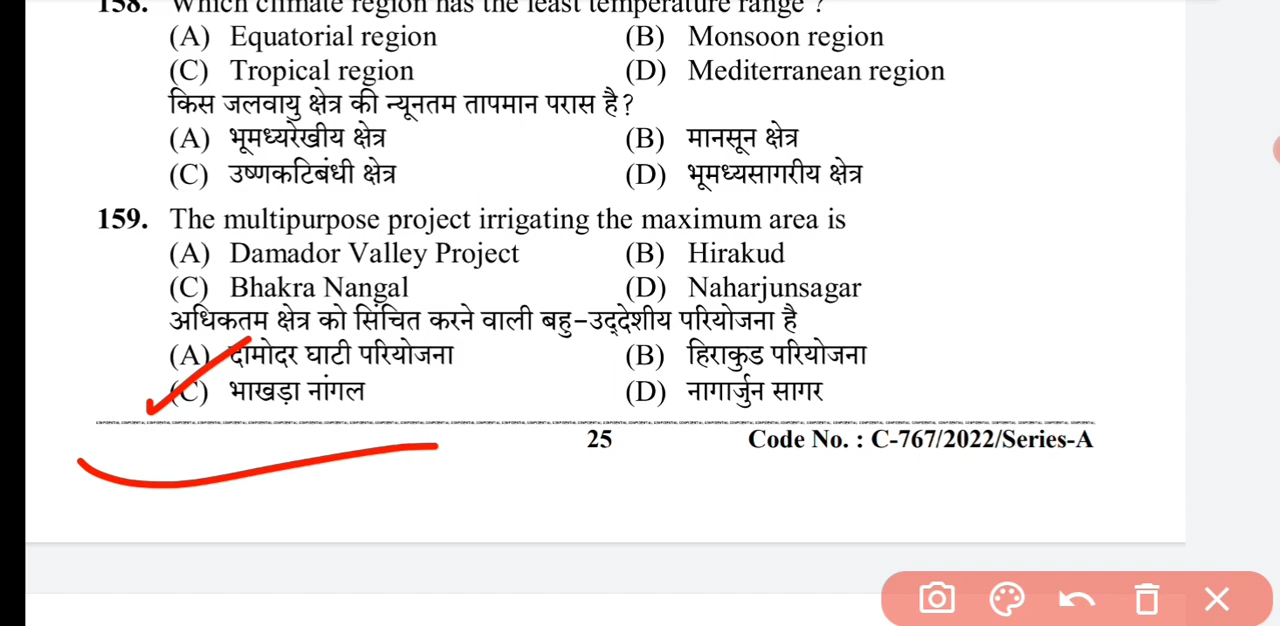 158. Which climate region has the least temperature range ?
(A) Equatorial region (B) Monsoon region
(C) Tropical region (D) Mediterranean region
किस जलवायु क्षेत्र की न्यूनतम तापमान परास है?
(A) भूमध्यरेखीय क्षेत्र (B) मानसून क्षेत्र
(C) उष्णकटिबंधी क्षेत्र (D) भूमध्यसागरीय क्षेत्र
159. The multipurpose project irrigating the maximum area is
(A) Damador Valley Project (B) Hirakud
(C) Bhakra Nangal (D) Naharjunsagar
अधिकतम क्षेत्र को सिंचित करने वाली बहु-उद्देशीय परियोजना है
(A) दामोदर घाटी परियोजना (B) हिराकुड परियोजना
(C) भाखड़ा नांगल (D) नागार्जुन सागर
25 Code No. : C-767/2022/Series-A